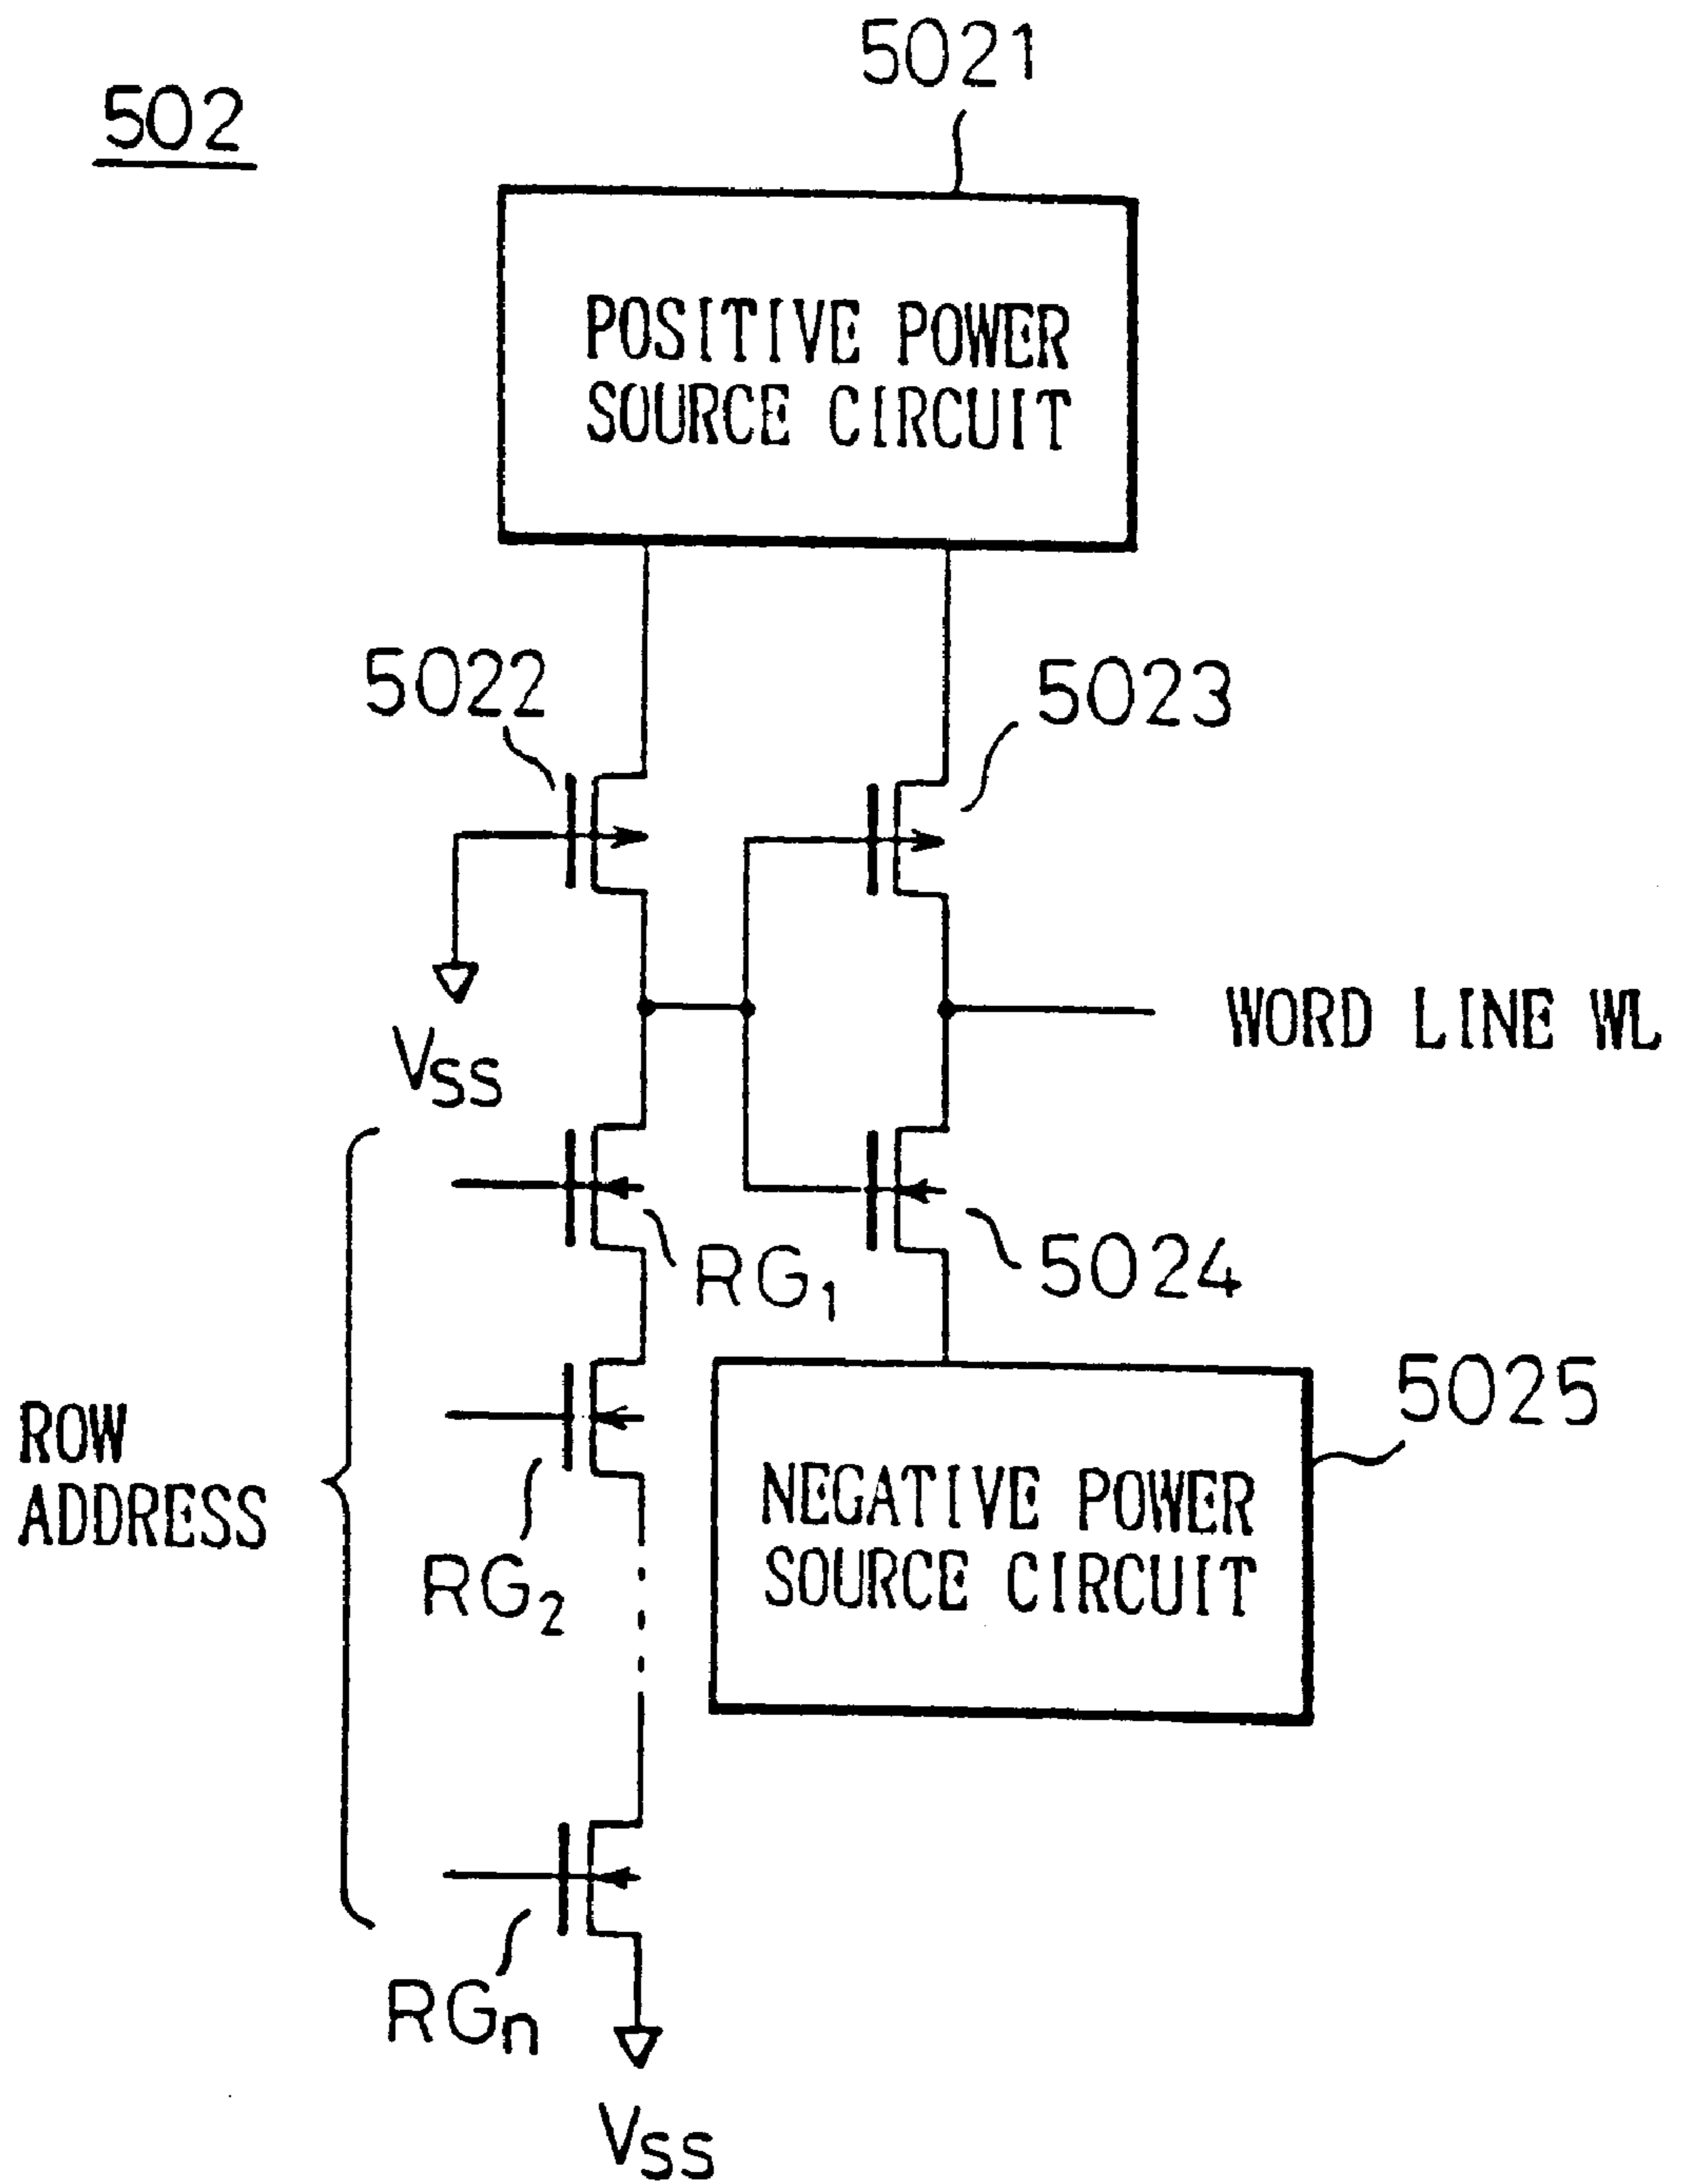 5021
502
POSITIVE POWER
SOURCE CIRCUIT
5022
5023
WORD LINE WL
VSS
RG1
5024
5025
ROW
ADDRESS
NEGATIVE POWER
SOURCE CIRCUIT
RG2
RGn
VSS